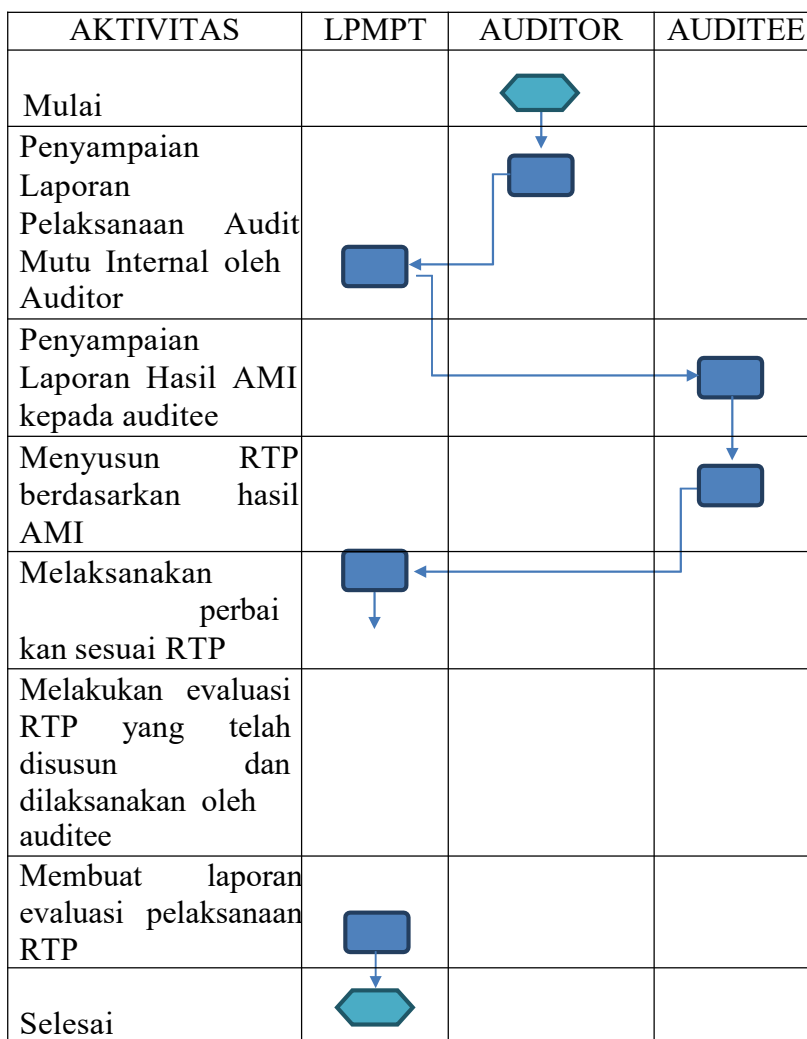 AKTIVITAS LPMPT AUDITOR AUDITEE
Mulai
Penyampaian
Laporan
Pelaksanaan Audit
Mutu Internal oleh
Auditor
Penyampaian
Laporan Hasil AMI
kepada auditee
Menyusun RTP
berdasarkan hasil
AMI
Melaksanakan
perbai
kan sesuai RTP
Melakukan evaluasi
RTP yang telah
disusun dan
dilaksanakan oleh
auditee
Membuat laporan
evaluasi pelaksanaan
RTP
Selesai